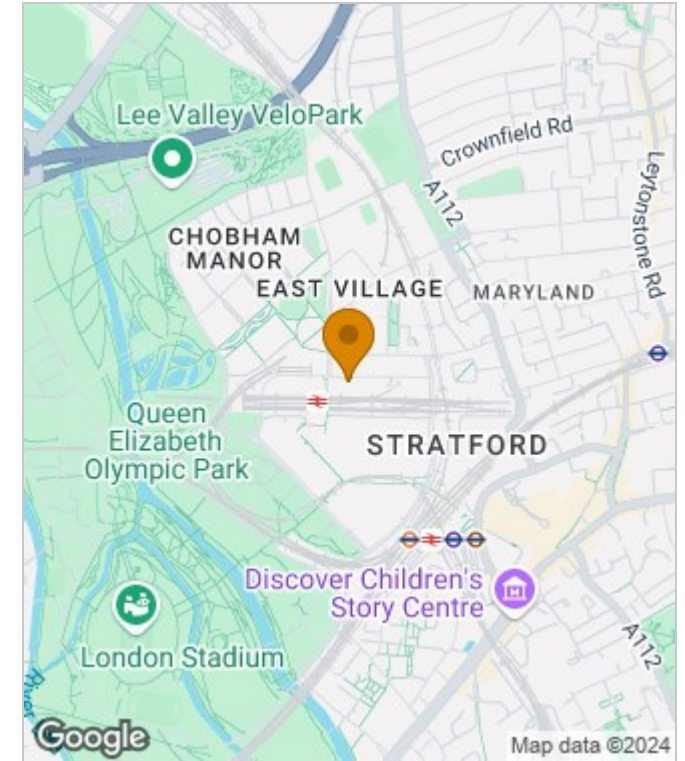 Lee Valley VeloPark
Crownfield Rd
A112
Leytonstone Rd
CHOBHAM
MANOR
EAST VILLAGE
MARYLAND
Queen
Elizabeth
Olympic Park
STRATFORD
Discover Children's
Story Centre
London Stadium
A112
River
Google
Map data ©2024